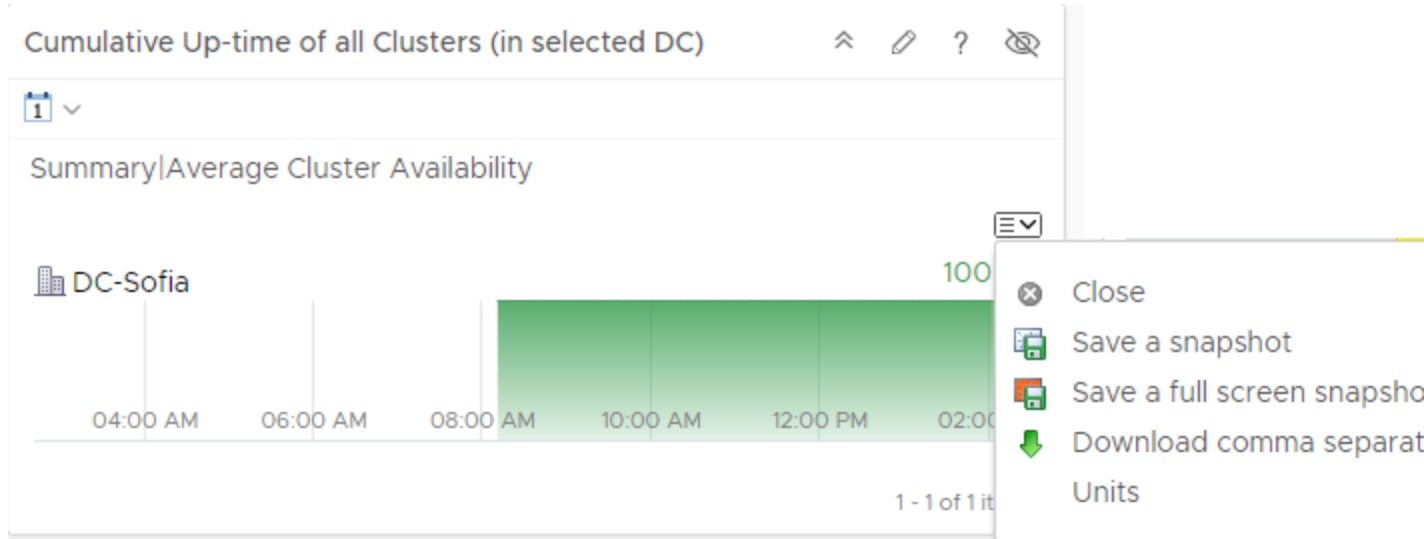 Cumulative Up-time of all Clusters (in selected DC)
1
Summary|Average Cluster Availability
DC-Sofia
100
04:00 AM 06:00 AM 08:00 AM 10:00 AM 12:00 PM 02:00
1 - 1 of 1 it
Close
Save a snapshot
Save a full screen snapsho
Download comma separat
Units